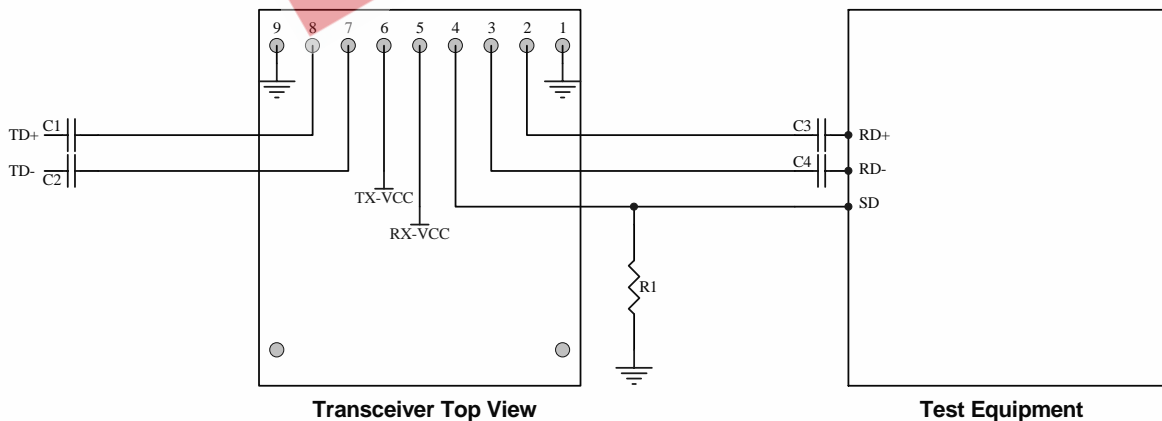 9 8 7 6 5 4 3 2 1
TD+ C1 C3 RD+
TD- C2 C4 RD-
TX-VCC SD
RX-VCC
R1
Transceiver Top View Test Equipment